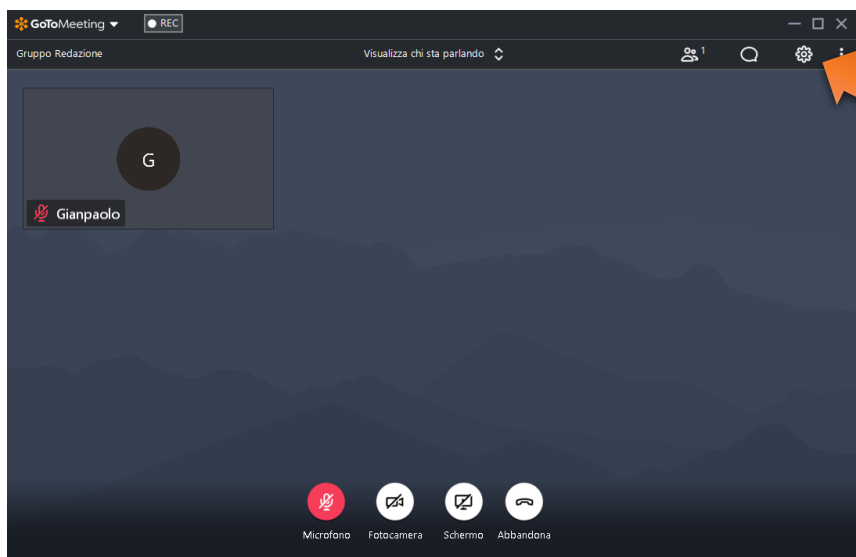 GoToMeeting
REC
Gruppo Redazione
Visualizza chi sta parlando
1
G
Gianpaolo
Microfono
Fotocamera
Schermo
Abbandona